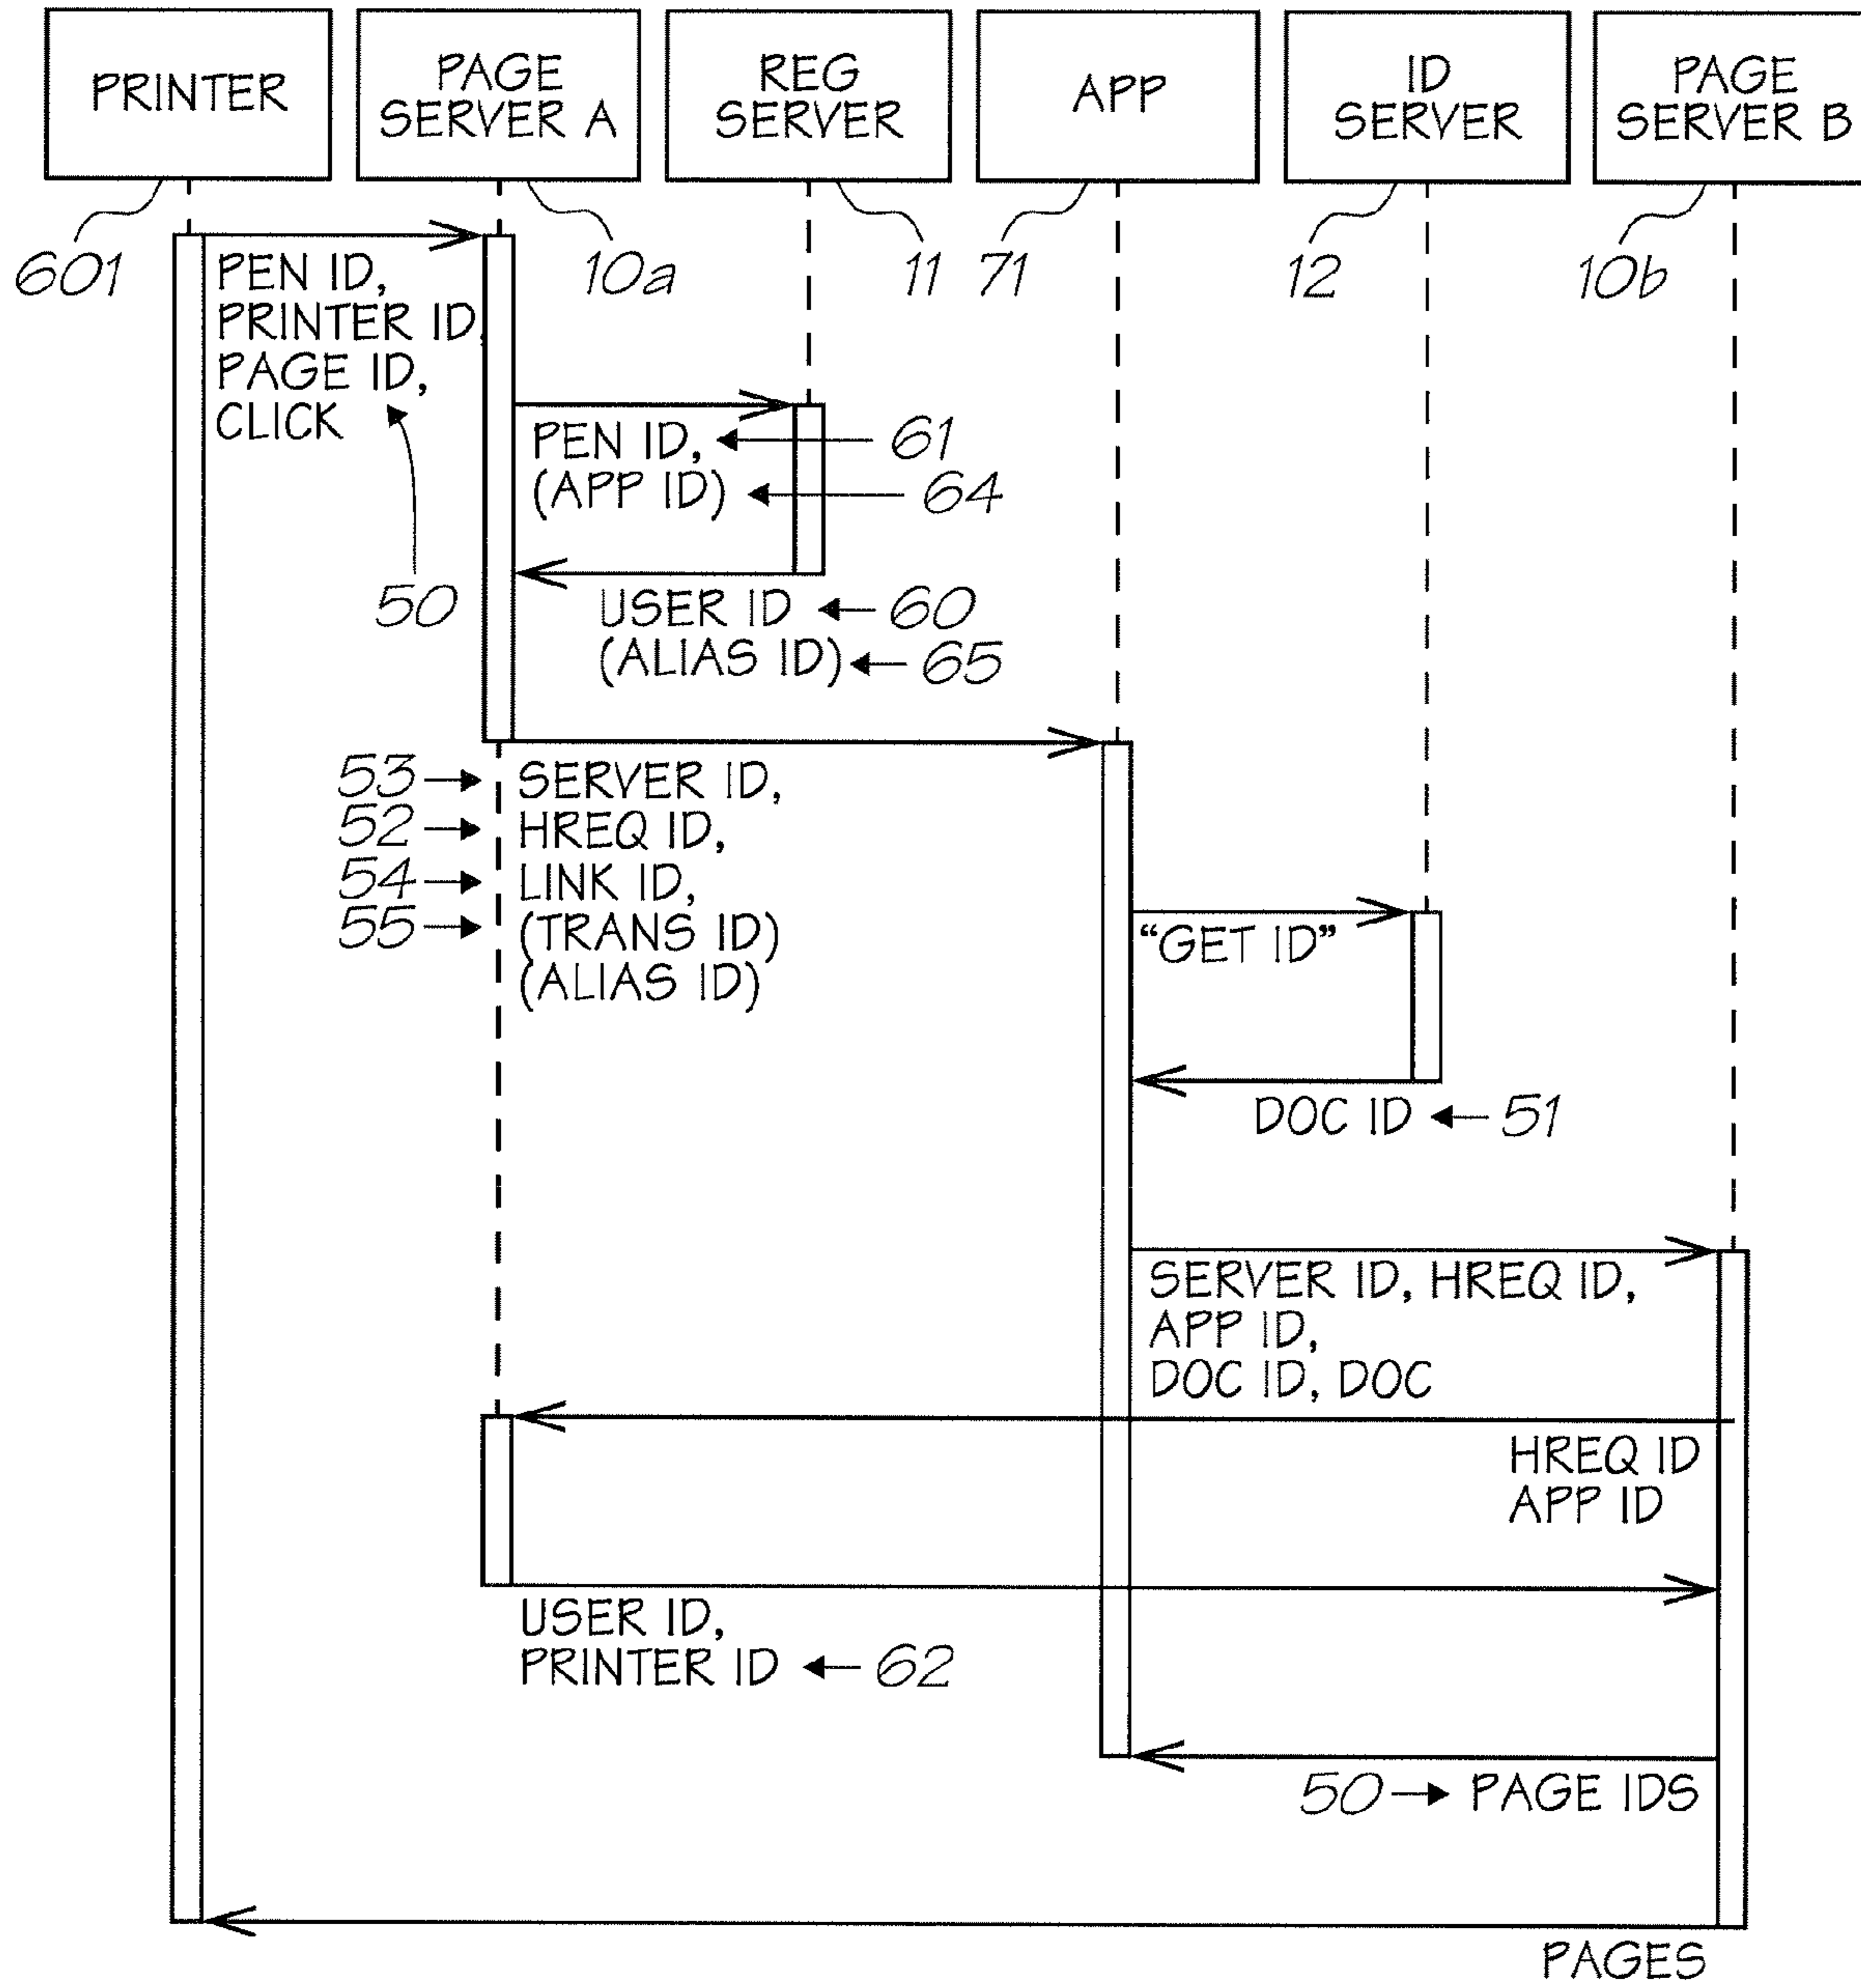 PRINTER
PAGE
SERVER A
REG
SERVER
APP
ID
SERVER
PAGE
SERVER B
601
10a
11
71
12
10b
PEN ID,
PRINTER ID,
PAGE ID,
CLICK
50
PEN ID,
61
(APP ID)
64
USER ID
60
(ALIAS ID)
65
53
SERVER ID,
52
HREQ ID,
54
LINK ID,
55
(TRANS ID)
(ALIAS ID)
"GET ID"
DOC ID
51
SERVER ID, HREQ ID,
APP ID,
DOC ID, DOC
HREQ ID
APP ID
USER ID,
PRINTER ID
62
50
PAGE IDS
PAGES